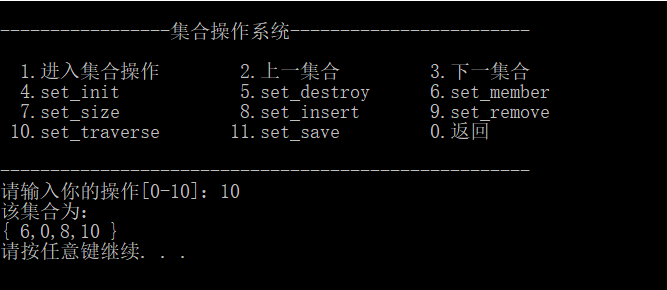 -----------------集合操作系统------------------------
1.进入集合操作 2.上一集合 3.下一集合
4.set_init 5.set_destroy 6.set_member
7.set_size 8.set_insert 9.set_remove
10.set_traverse 11.set_save 0.返回
-----------------------------------------------------
请输入你的操作[0-10]: 10
该集合为:
{ 6,0,8,10 }
请按任意键继续. . .